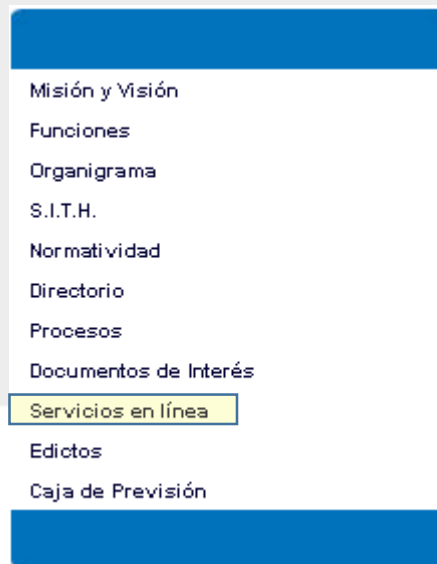 Misión y Visión
Funciones
Organigrama
S.I.T.H.
Normatividad
Directorio
Procesos
Documentos de Interés
Servicios en línea
Edictos
Caja de Previsión